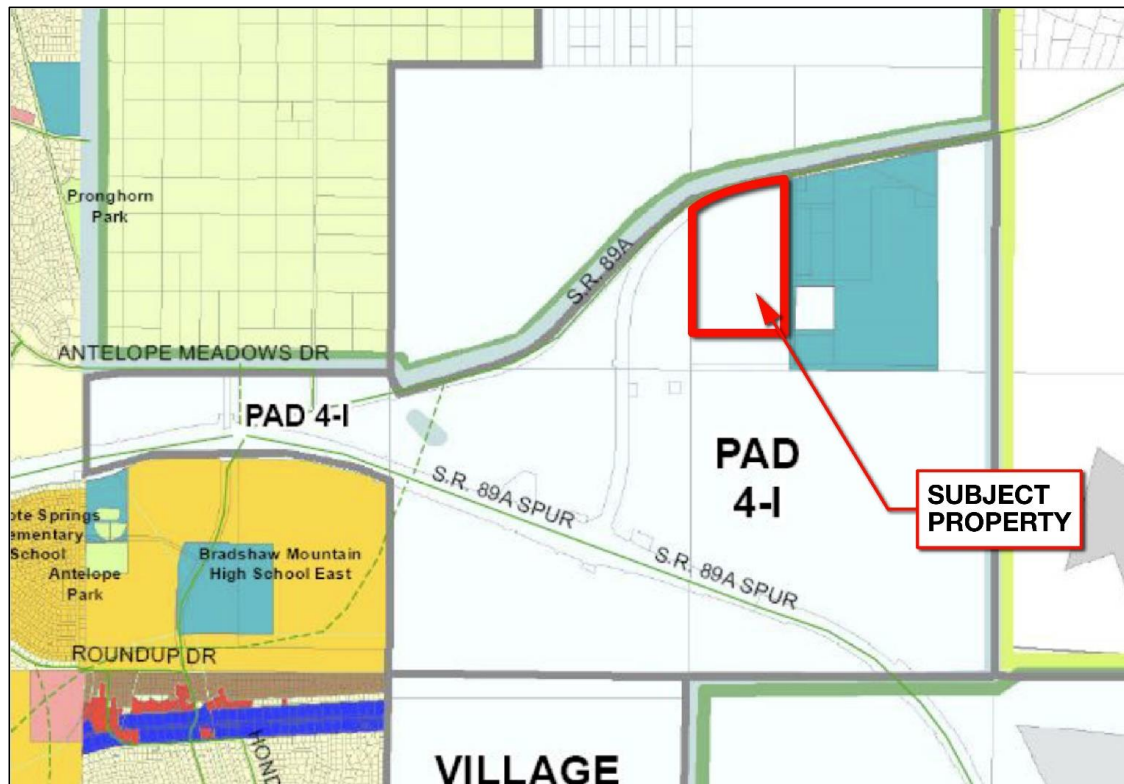 Pronghorn
Park
S.R. 89A
ANTELOPE MEADOWS DR
PAD 4-I
PAD
4-I
S.R. 89A SPUR
SUBJECT
PROPERTY
ote Springs
ementary
School
Antelope
Park
Bradshaw Mountain
High School East
S.R. 89A SPUR
ROUNDUP DR
HOND
VILLAGE